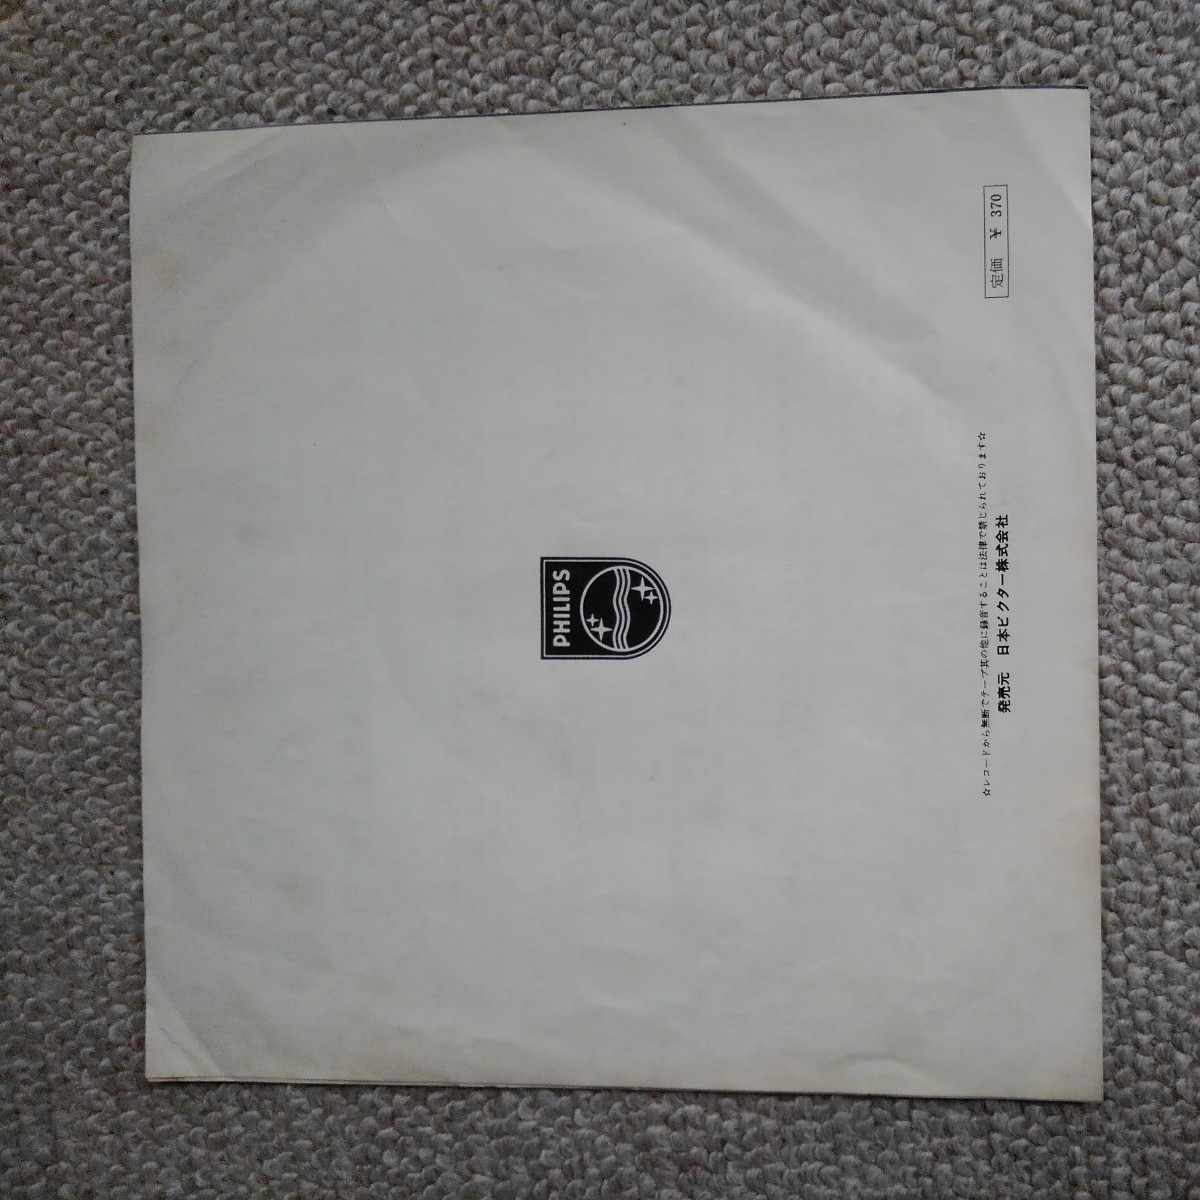 PHILIPS
定価 ¥ 370
☆レコードから無断でテープ其の他に録音することは法律で禁じられております☆
発売元 日本ビクター株式会社